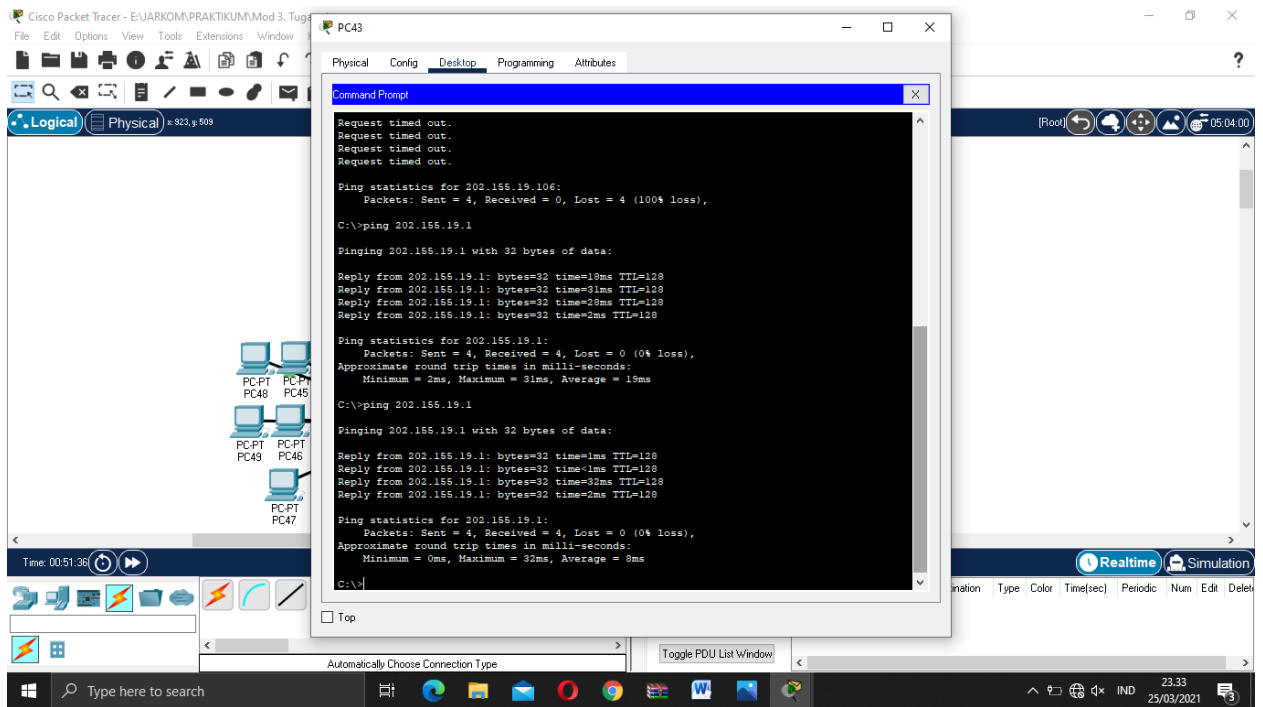 Cisco Packet Tracer - E:\JARKOM\PRAKTIKUM\Mod 3. Tuga
File Edit Options View Tools Extensions Window
?
Logical Physical x: 923, y: 509
[Root] 05:04:00
PC43
Physical Config Desktop Programming Attributes
Command Prompt X
Request timed out.
Request timed out.
Request timed out.
Request timed out.
Ping statistics for 202.155.19.106:
Packets: Sent = 4, Received = 0, Lost = 4 (100% loss),
C:\>ping 202.155.19.1
Pinging 202.155.19.1 with 32 bytes of data:
Reply from 202.155.19.1: bytes=32 time=18ms TTL=128
Reply from 202.155.19.1: bytes=32 time=31ms TTL=128
Reply from 202.155.19.1: bytes=32 time=28ms TTL=128
Reply from 202.155.19.1: bytes=32 time=2ms TTL=128
Ping statistics for 202.155.19.1:
Packets: Sent = 4, Received = 4, Lost = 0 (0% loss),
Approximate round trip times in milli-seconds:
Minimum = 2ms, Maximum = 31ms, Average = 19ms
C:\>ping 202.155.19.1
Pinging 202.155.19.1 with 32 bytes of data:
Reply from 202.155.19.1: bytes=32 time=1ms TTL=128
Reply from 202.155.19.1: bytes=32 time<1ms TTL=128
Reply from 202.155.19.1: bytes=32 time=32ms TTL=128
Reply from 202.155.19.1: bytes=32 time=2ms TTL=128
Ping statistics for 202.155.19.1:
Packets: Sent = 4, Received = 4, Lost = 0 (0% loss),
Approximate round trip times in milli-seconds:
Minimum = 0ms, Maximum = 32ms, Average = 8ms
C:\>
Top
PC-PT PC-PT
PC48 PC45
PC-PT PC-PT
PC49 PC46
PC-PT
PC47
Time: 00:51:36
Realtime Simulation
ination Type Color Time(sec) Periodic Num Edit Delet
Toggle PDU List Window
Automatically Choose Connection Type
Type here to search
IND
23.33
25/03/2021
3